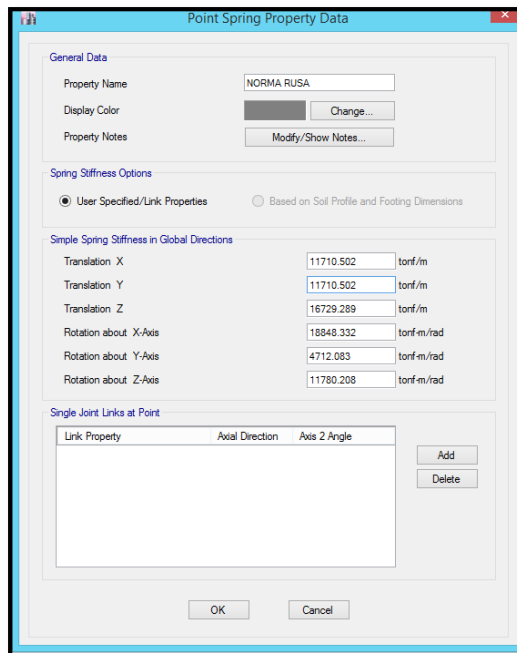 Point Spring Property Data
General Data
Property Name NORMA RUSA
Display Color Change...
Property Notes Modify/Show Notes...
Spring Stiffness Options
User Specified/Link Properties Based on Soil Profile and Footing Dimensions
Simple Spring Stiffness in Global Directions
Translation X 11710.502 tonf/m
Translation Y 11710.502 tonf/m
Translation Z 16729.289 tonf/m
Rotation about X-Axis 18848.332 tonf-m/rad
Rotation about Y-Axis 4712.083 tonf-m/rad
Rotation about Z-Axis 11780.208 tonf-m/rad
Single Joint Links at Point
Link Property Axial Direction Axis 2 Angle
Add
Delete
OK Cancel